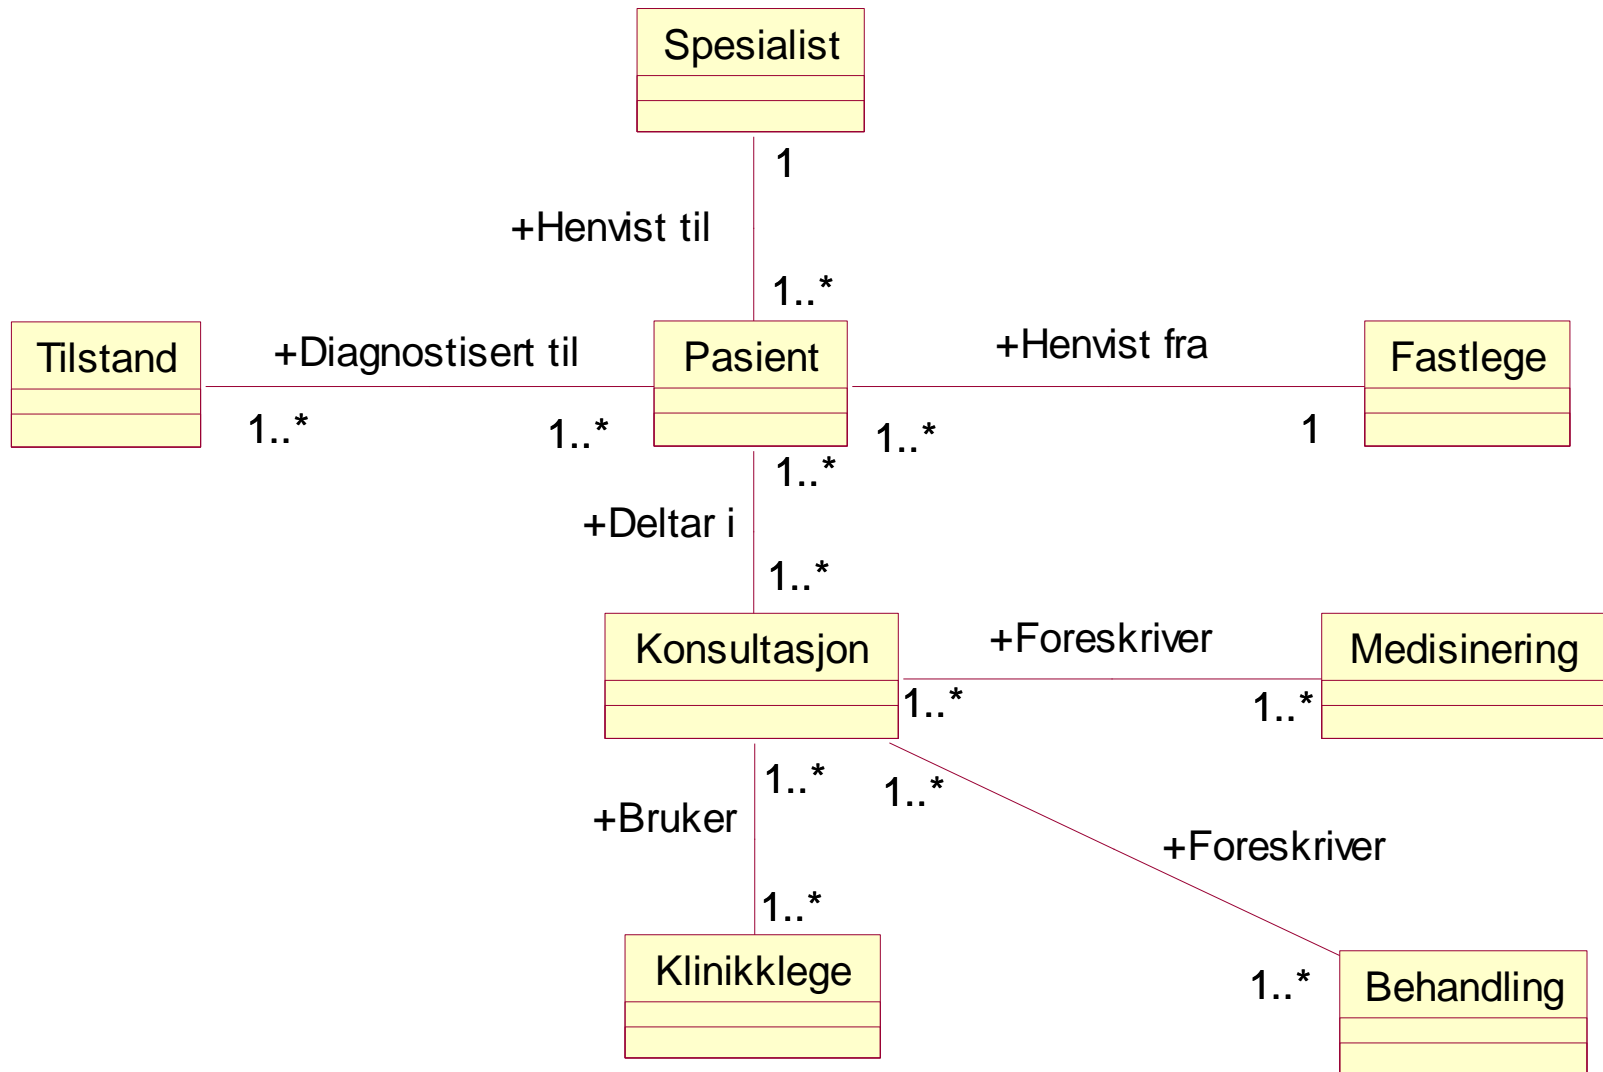 Spesialist
1
+Henvist til
1..*
Tilstand
+Diagnostisert til
Pasient
+Henvist fra
Fastlege
1..*
1..*
1..*
1
1..*
+Deltar i
1..*
Konsultasjon
+Foreskriver
Medisinering
1..*
1..*
1..*
1..*
+Bruker
+Foreskriver
1..*
Klinikklege
1..*
Behandling